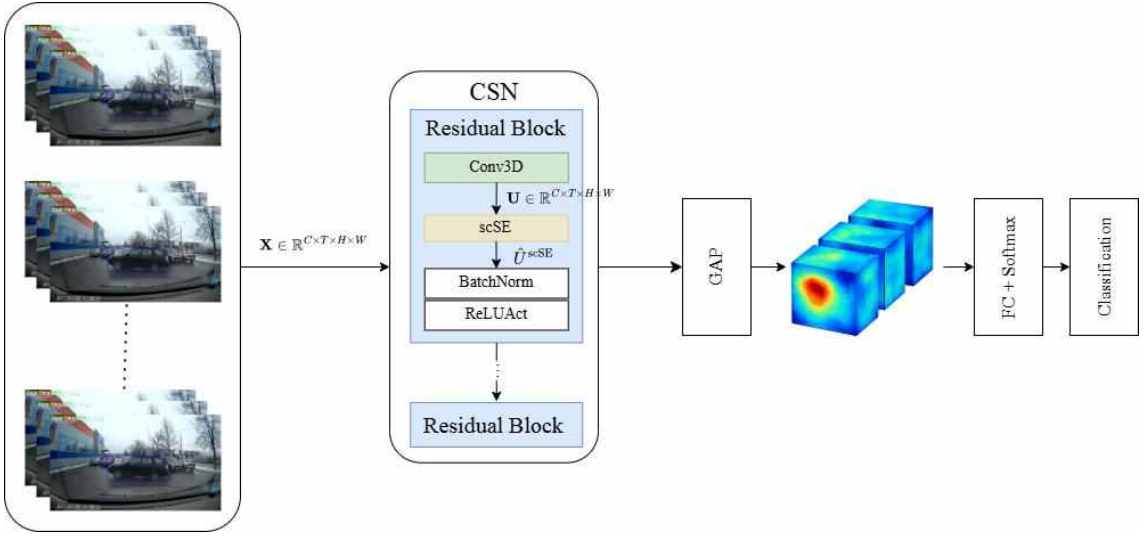 X ∈ ℝ^{C×T×H×W}
CSN
Residual Block
Conv3D
U ∈ ℝ^{C×T×H×W}
scSE
Û^{scSE}
BatchNorm
ReLUAct
Residual Block
GAP
FC + Softmax
Classification